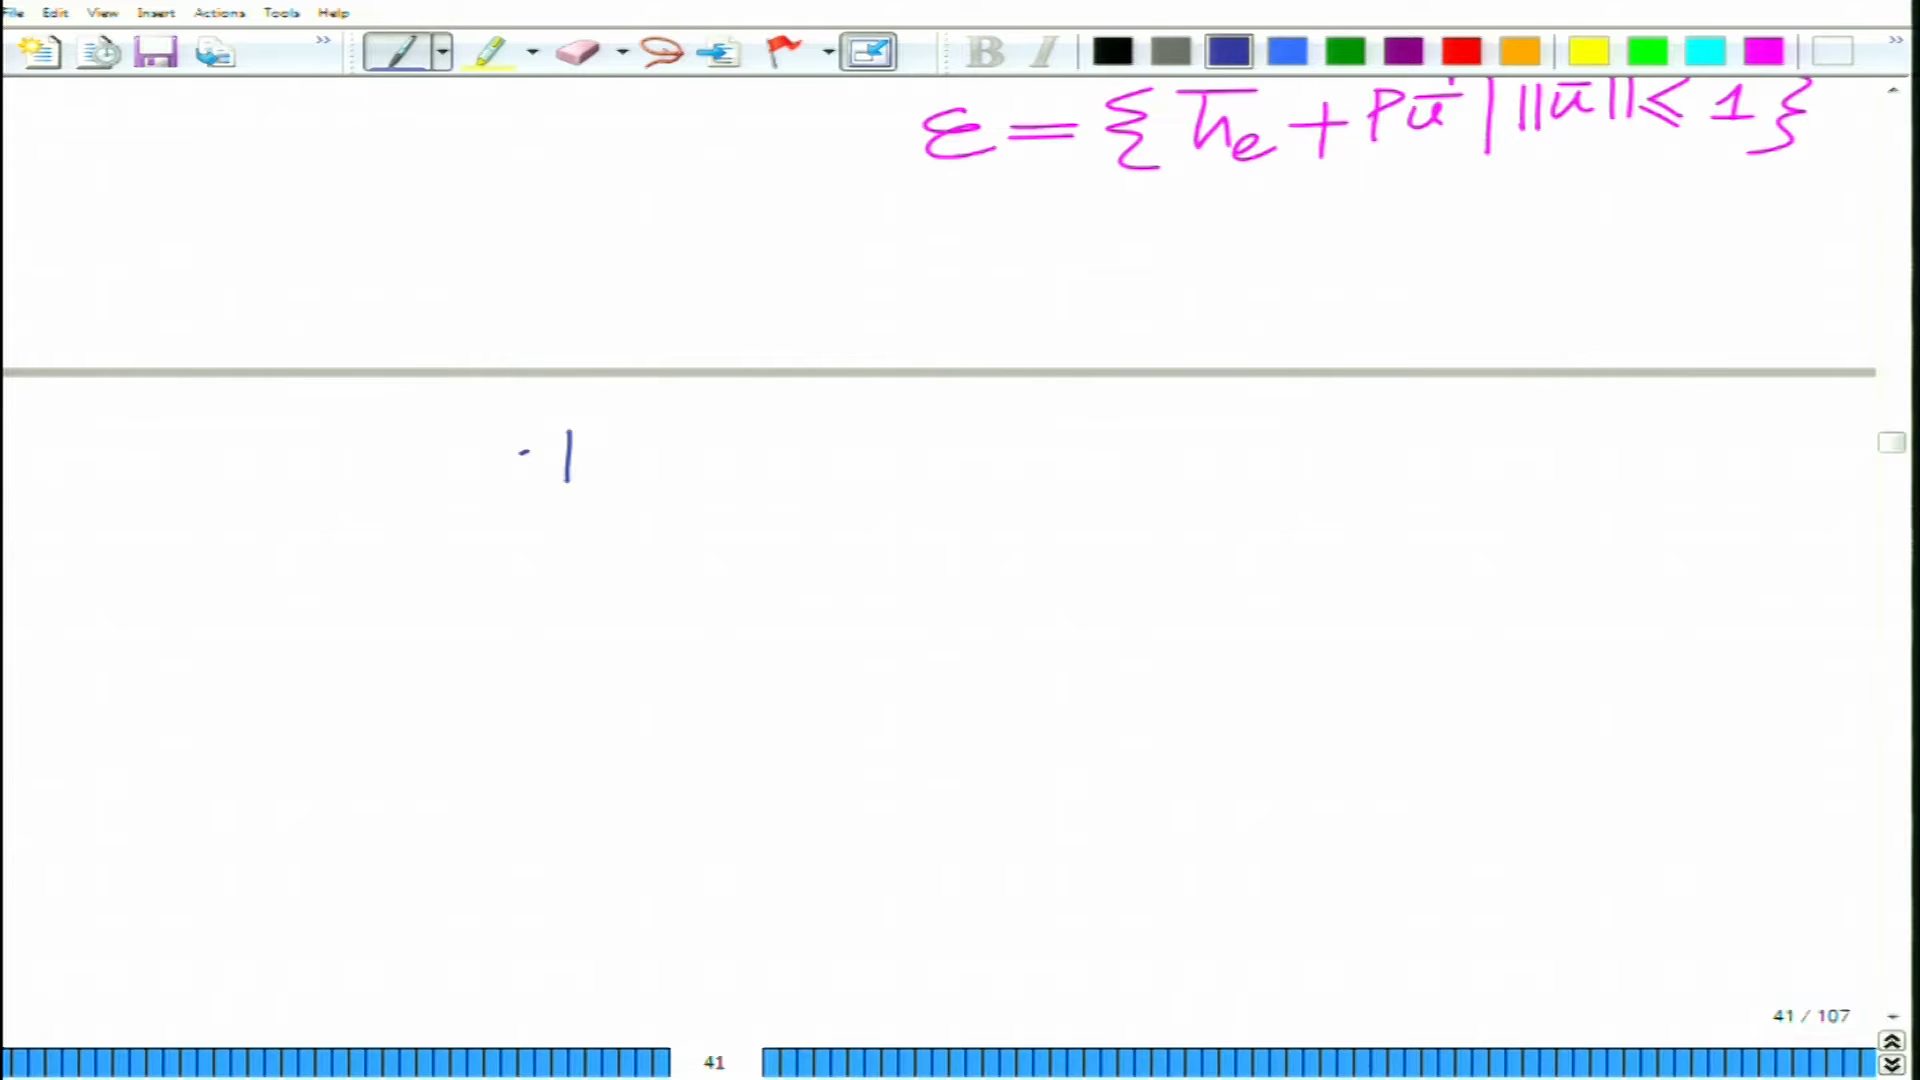 File Edit View Insert Actions Tools Help
B I
ε = { h̅e + Pū | ||ū|| ≤ 1 }
41 / 107
41